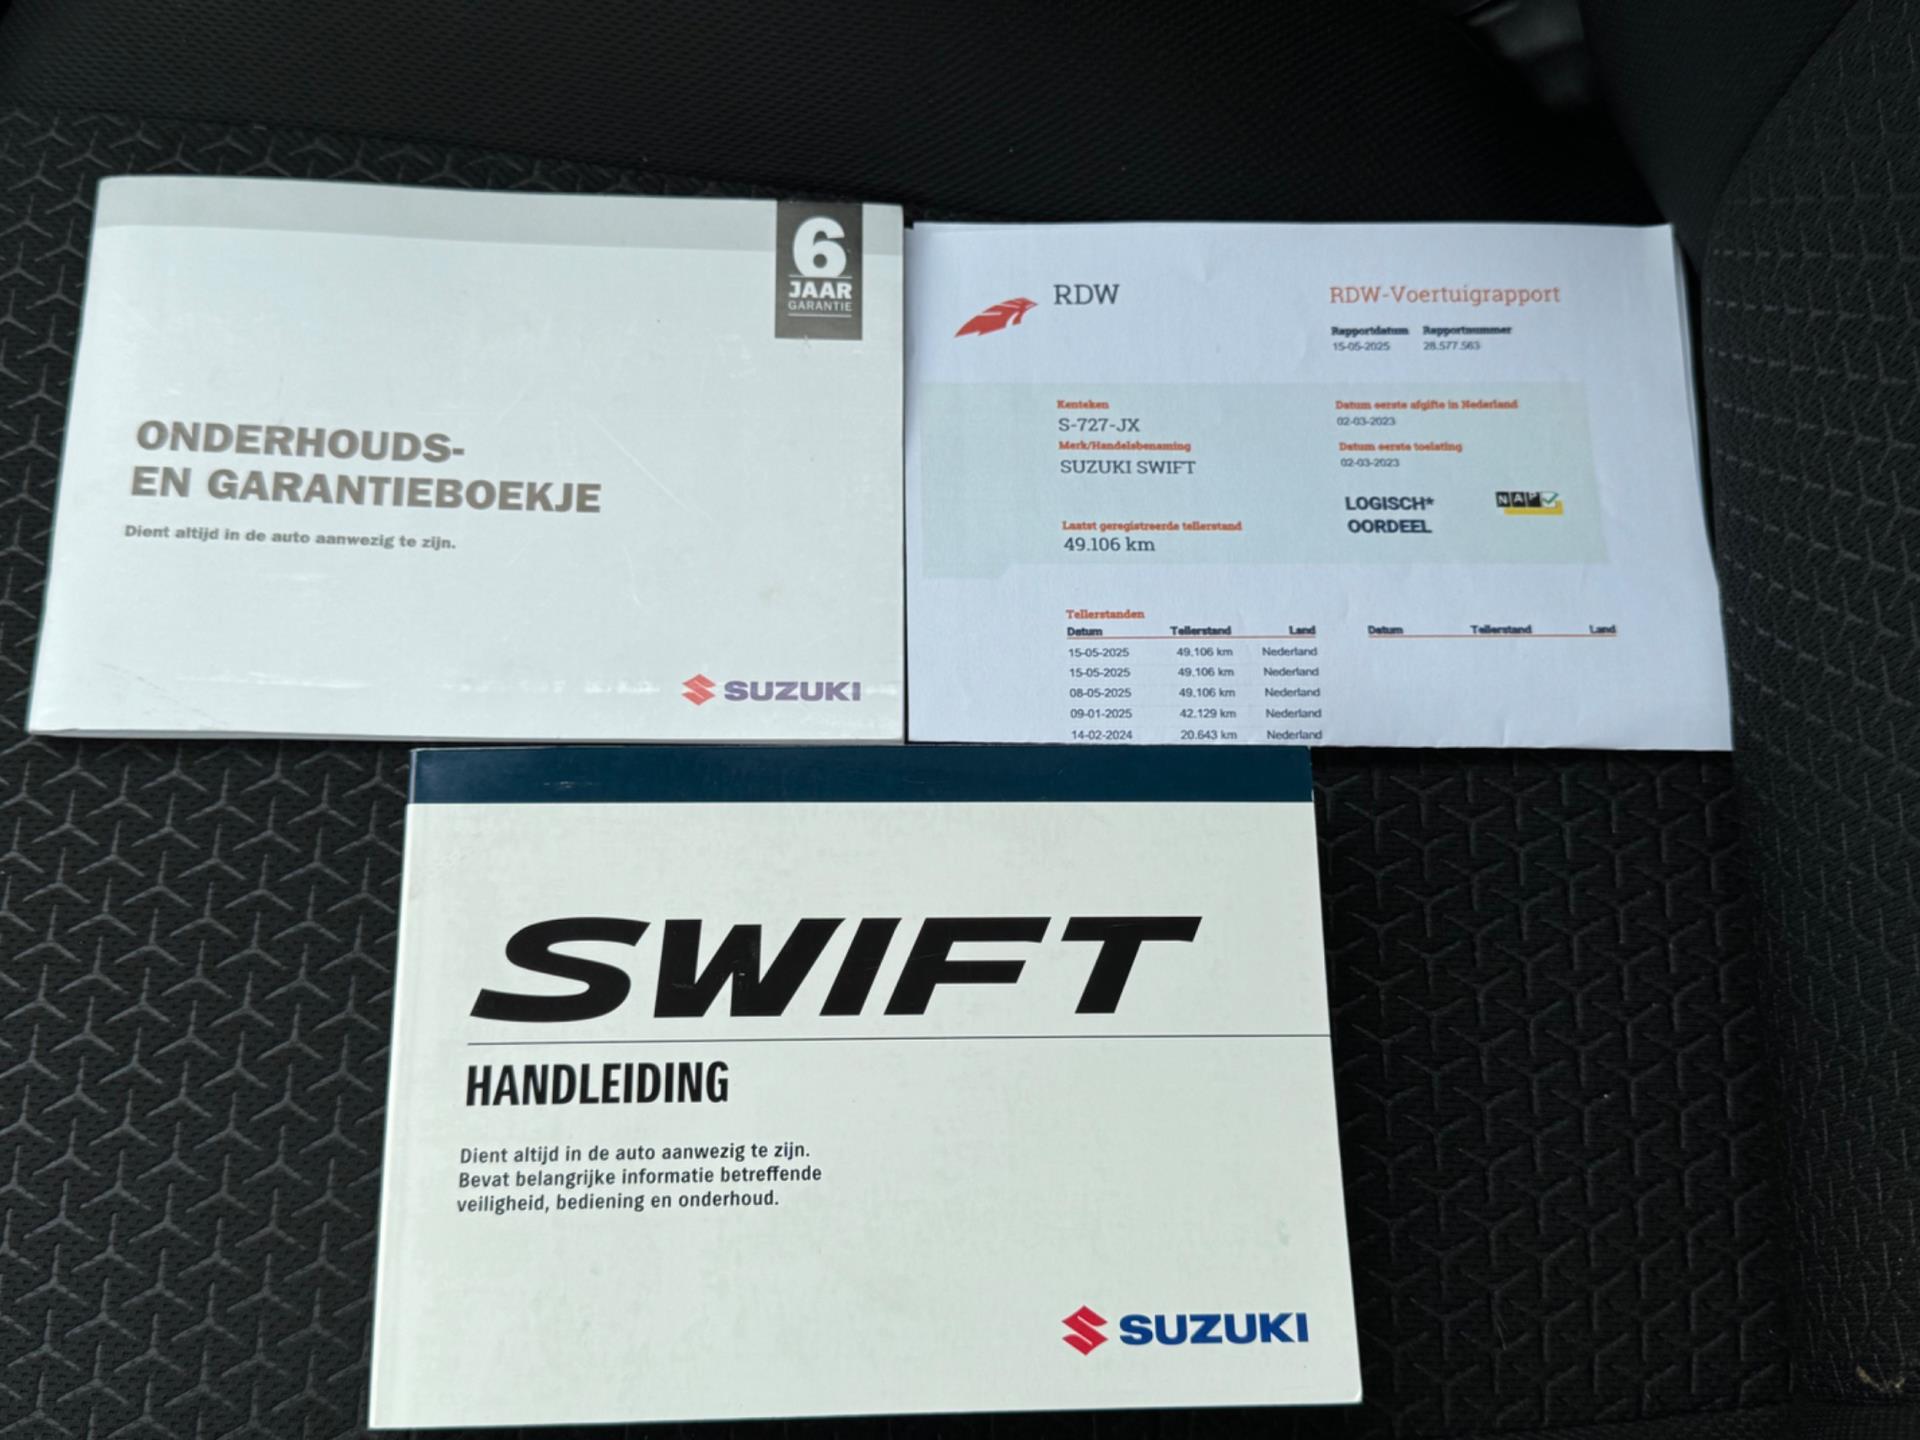 6
JAAR
GARANTIE
ONDERHOUDS-
EN GARANTIEBOEKJE
Dient altijd in de auto aanwezig te zijn.
SUZUKI
RDW
RDW-Voertuigrapport
Rapportdatum Rapportnummer
15-05-2025 28.577.563
Kenteken
S-727-JX
Merk/Handelsbenaming
SUZUKI SWIFT
Laatst geregistreerde tellerstand
49.106 km
Datum eerste afgifte in Nederland
02-03-2023
Datum eerste toelating
02-03-2023
LOGISCH*
OORDEEL
NAP
Tellerstanden
Datum Tellerstand Land
15-05-2025 49.106 km Nederland
15-05-2025 49.106 km Nederland
08-05-2025 49.106 km Nederland
09-01-2025 42.129 km Nederland
14-02-2024 20.643 km Nederland
Datum Tellerstand Land
SWIFT
HANDLEIDING
Dient altijd in de auto aanwezig te zijn.
Bevat belangrijke informatie betreffende
veiligheid, bediening en onderhoud.
SUZUKI